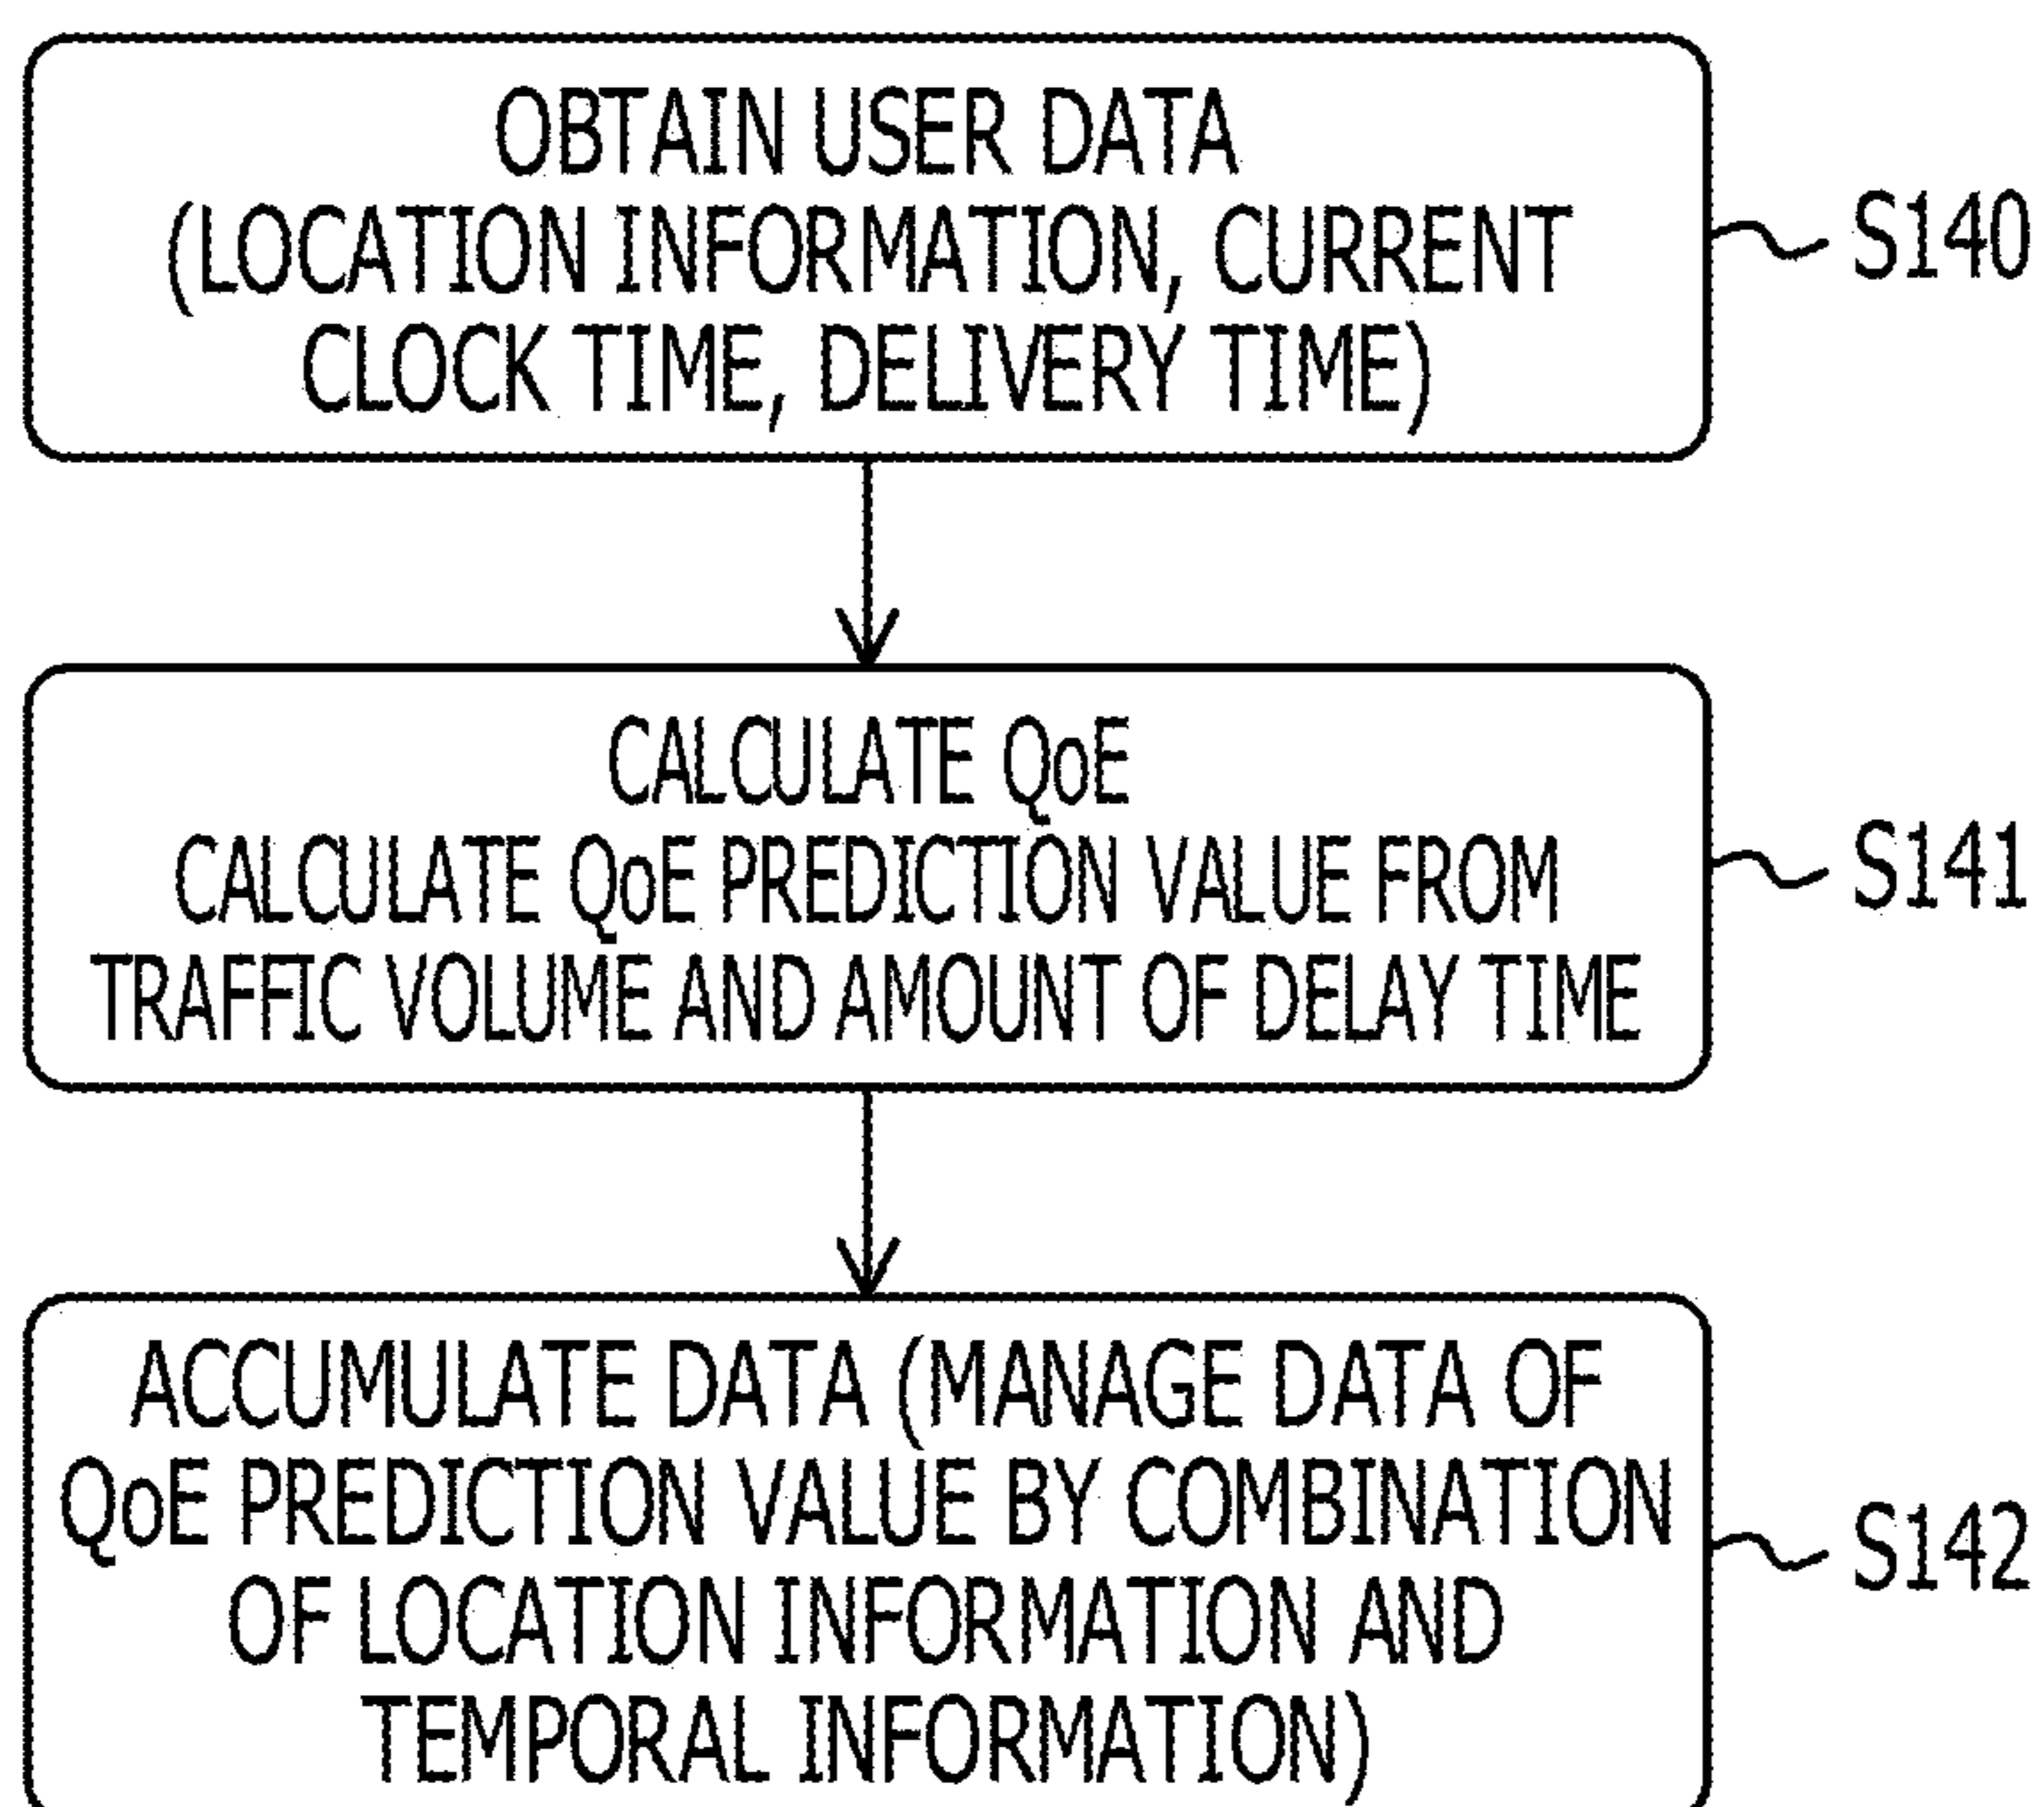 OBTAIN USER DATA
(LOCATION INFORMATION, CURRENT
CLOCK TIME, DELIVERY TIME)
S140
CALCULATE QoE
CALCULATE QoE PREDICTION VALUE FROM
TRAFFIC VOLUME AND AMOUNT OF DELAY TIME
S141
ACCUMULATE DATA (MANAGE DATA OF
QoE PREDICTION VALUE BY COMBINATION
OF LOCATION INFORMATION AND
TEMPORAL INFORMATION)
S142